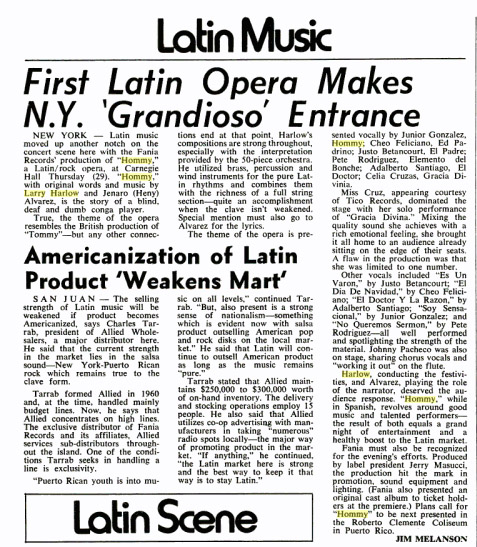 Latin Music
First Latin Opera Makes
N.Y. 'Grandioso' Entrance
NEW YORK — Latin music
moved up another notch on the
concert scene here with the Fania
Records' production of "Hommy,"
a Latin/rock opera, at Carnegie
Hall Thursday (29). "Hommy,"
with original words and music by
Larry Harlow and Jenaro (Heny)
Alvarez, is the story of a blind,
deaf and dumb conga player.
True, the theme of the opera
resembles the British production of
"Tommy"—but any other connec-
tions end at that point. Harlow's
compositions are strong throughout,
especially with the interpretation
provided by the 50-piece orchestra.
He utilized brass, percussion and
wind instruments for the pure Lat-
in rhythms and combines them
with the richness of a full string
section—quite an accomplishment
when the clave isn't weakened.
Special mention must also go to
Alvarez for the lyrics.
The theme of the opera is pre-
sented vocally by Junior Gonzalez,
Hommy; Cheo Feliciano, Ed Pa-
drino; Justo Betancourt, El Padre;
Pete Rodriguez, Elemento del
Bonche; Adalberto Santiago, El
Doctor; Celia Cruzas, Gracia Di-
vinia.
Miss Cruz, appearing courtesy
of Tico Records, dominated the
stage with her solo performance
of "Gracia Divina." Mixing the
quality sound she achieves with a
rich emotional feeling, she brought
it all home to an audience already
sitting on the edge of their seats.
A flaw in the production was that
she was limited to one number.
Other vocals included "Es Un
Varon," by Justo Betancourt; "El
Dia De Navidad," by Cheo Felici-
ano; "El Doctor Y La Razon," by
Adalberto Santiago; "Soy Sensa-
cional," by Junior Gonzalez; and
"No Queremos Sermon," by Pete
Rodriguez—all well performed
and spotlighting the strength of the
material. Johnny Pacheco was also
on stage, sharing chorus vocals and
"working it out" on the flute.
Harlow, conducting the festivi-
ties, and Alvarez, playing the role
of the narrator, deserved the au-
dience response. "Hommy," while
in Spanish, revolves around good
music and talented performers—
the result of both equals a grand
night of entertainment and a
healthy boost to the Latin market.
Fania must also be recognized
for the evening's efforts. Produced
by label president Jerry Masucci,
the production hit the mark in
promotion, sound equipment and
lighting. (Fania also presented an
original cast album to ticket hold-
ers at the premiere.) Plans call for
"Hommy" to be next presented in
the Roberto Clemente Coliseum
in Puerto Rico.
JIM MELANSON
Americanization of Latin
Product 'Weakens Mart'
SAN JUAN — The selling
strength of Latin music will be
weakened if product becomes
Americanized, says Charles Tar-
rab, president of Allied Whole-
salers, a major distributor here.
He said that the current strength
in the market lies in the salsa
sound—New York-Puerto Rican
rock which remains true to the
clave form.
Tarrab formed Allied in 1960
and, at the time, handled mainly
budget lines. Now, he says that
Allied concentrates on high lines.
The exclusive distributor of Fania
Records and its affiliates, Allied
services sub-distributors through-
out the island. One of the condi-
tions Tarrab seeks in handling a
line is exclusivity.
"Puerto Rican youth is into mu-
sic on all levels," continued Tar-
rab. "But, also present is a strong
sense of nationalism—something
which is evident now with salsa
product outselling American pop
and rock disks on the local mar-
ket." He said that Latin will con-
tinue to outsell American product
as long as the music remains
"pure."
Tarrab stated that Allied main-
tains $250,000 to $300,000 worth
of on-hand inventory. The delivery
and stocking operations employ 15
people. He also said that Allied
utilizes co-op advertising with man-
ufacturers in taking "numerous"
radio spots locally—the major way
of promoting product in the mar-
ket. "If anything," he continued,
"the Latin market here is strong
and the best way to keep it that
way is to stay Latin."
Latin Scene